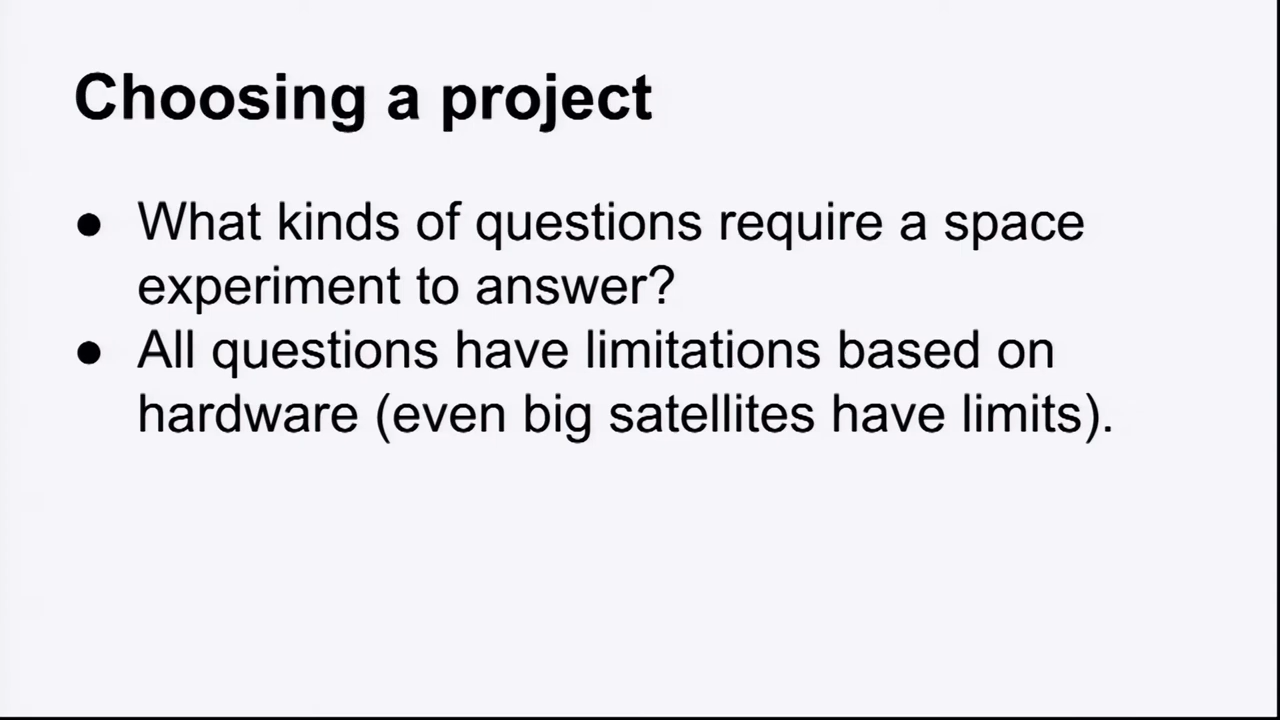 Choosing a project
● What kinds of questions require a space
experiment to answer?
● All questions have limitations based on
hardware (even big satellites have limits).